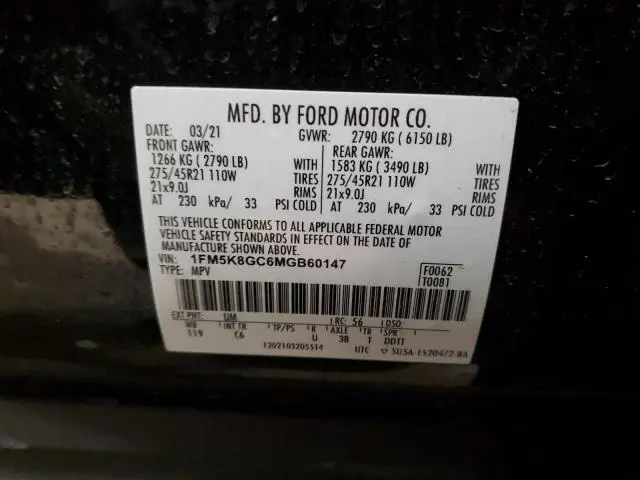 MFD. BY FORD MOTOR CO.
DATE: 03/21 GVWR: 2790 KG ( 6150 LB)
FRONT GAWR: REAR GAWR:
1266 KG ( 2790 LB) WITH 1583 KG ( 3490 LB) WITH
275/45R21 110W TIRES 275/45R21 110W TIRES
21x9.0J RIMS 21x9.0J RIMS
AT 230 kPa/ 33 PSI COLD AT 230 kPa/ 33 PSI COLD
THIS VEHICLE CONFORMS TO ALL APPLICABLE FEDERAL MOTOR
VEHICLE SAFETY STANDARDS IN EFFECT ON THE DATE OF
MANUFACTURE SHOWN ABOVE.
VIN: 1FM5K8GC6MGB60147 F0062
TYPE: MPV T0081
EXT PNT: UM RC: 56 DSO:
WB INT TR TP/PS R AXLE TR SPR
119 C6 U 3B T DDTT
1202103205514 UTC ▽ 5USA-1520472-BA